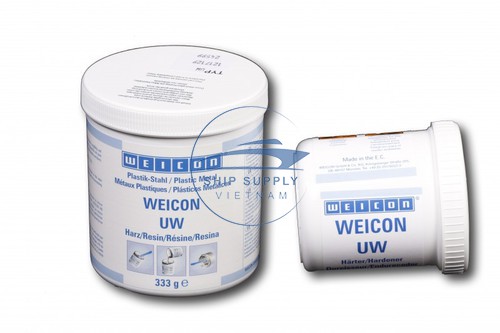 WEICON
Plastik-Stahl / Plastic Metal
Métaux Plastiques / Plásticos Metálicos
WEICON
UW
Harz/Resin/Résine/Resina
333 g e
SHIP SUPPLY
VIETNAM
Made in the E.C.
WEICON
WEICON
UW
Härter/Hardener